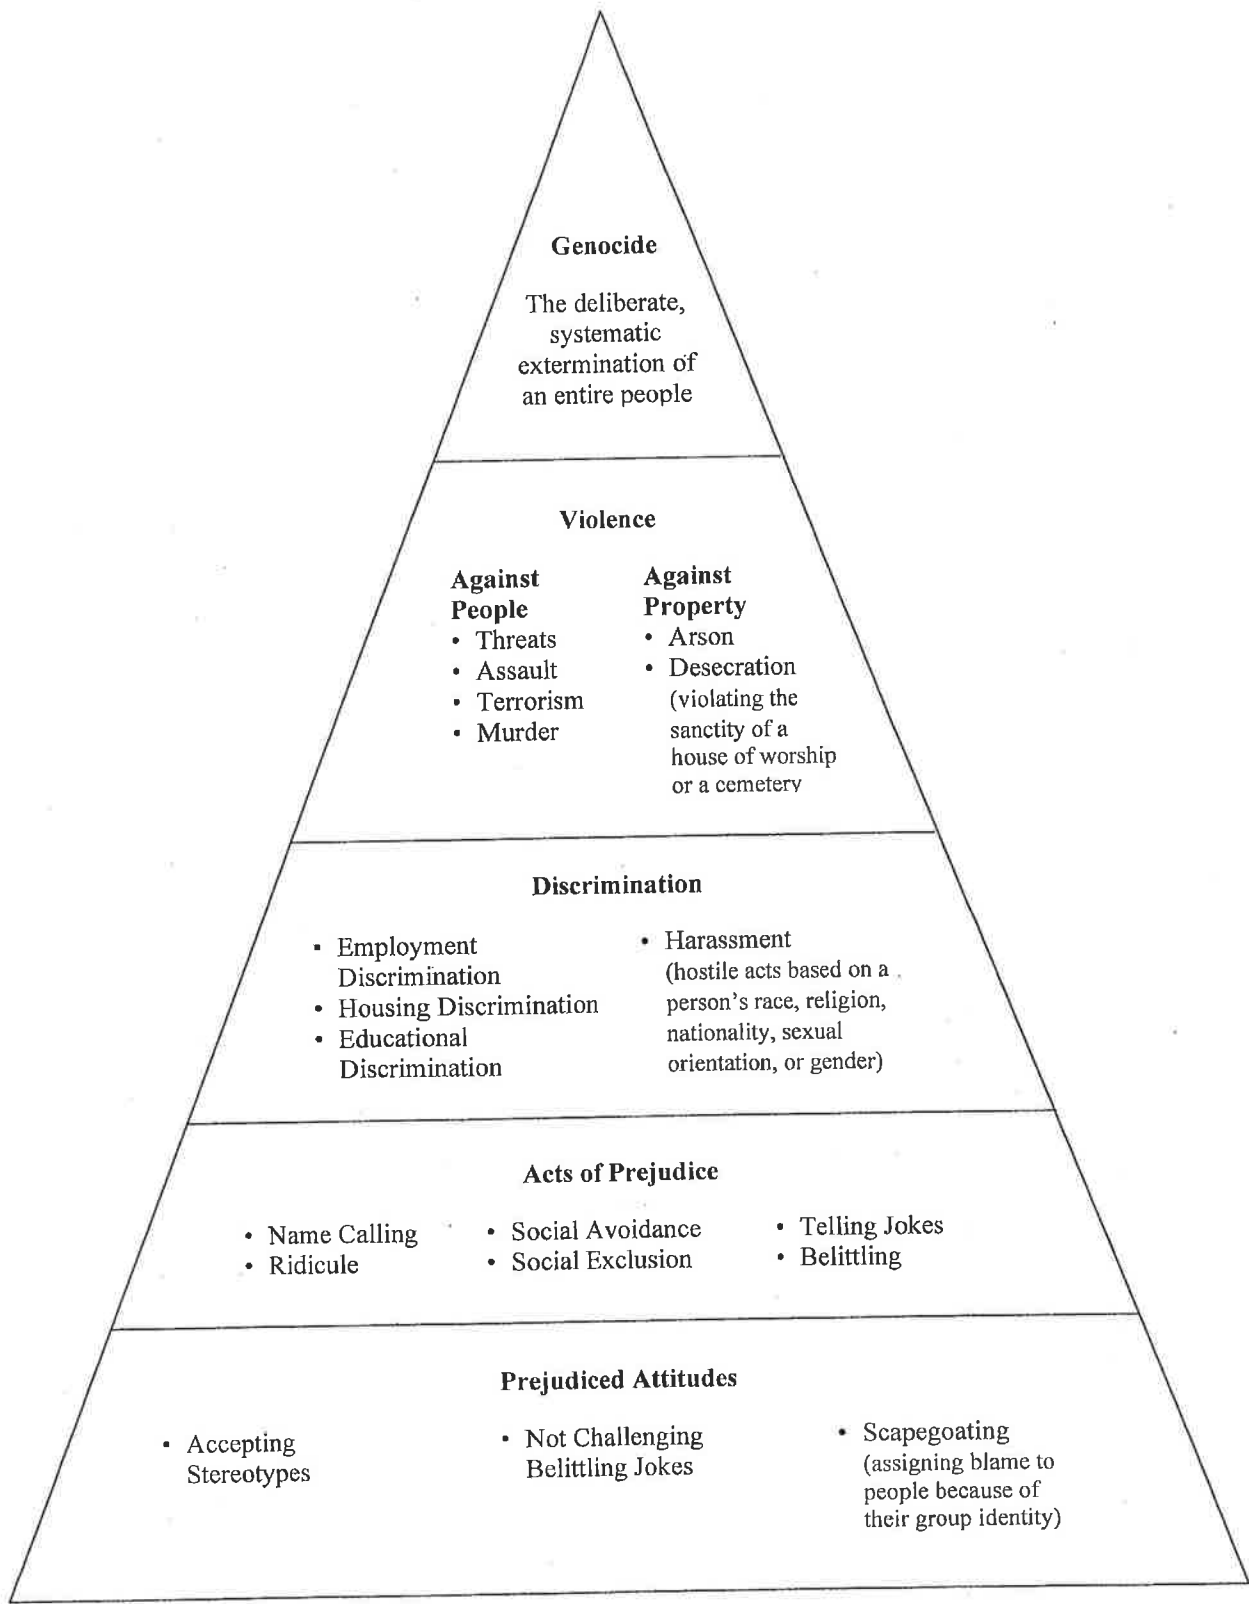 Genocide
The deliberate,
systematic
extermination of
an entire people
Violence
Against
People
• Threats
• Assault
• Terrorism
• Murder
Against
Property
• Arson
• Desecration
(violating the
sanctity of a
house of worship
or a cemetery
Discrimination
• Employment
Discrimination
• Housing Discrimination
• Educational
Discrimination
• Harassment
(hostile acts based on a
person's race, religion,
nationality, sexual
orientation, or gender)
Acts of Prejudice
• Name Calling
• Ridicule
• Social Avoidance
• Social Exclusion
• Telling Jokes
• Belittling
Prejudiced Attitudes
• Accepting
Stereotypes
• Not Challenging
Belittling Jokes
• Scapegoating
(assigning blame to
people because of
their group identity)